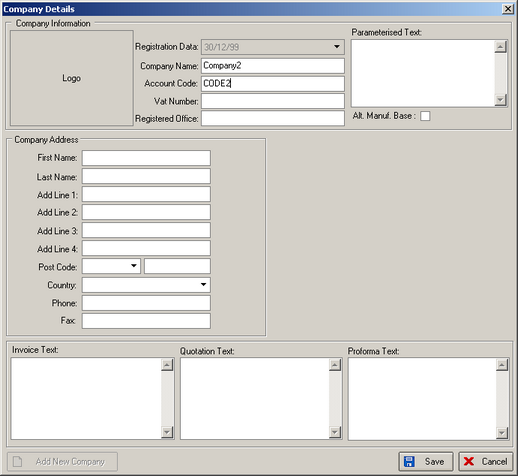 Company Details
Company Information
Logo
Registration Data: 30/12/99
Company Name: Company2
Account Code: CODE2
Vat Number:
Registered Office:
Parameterised Text:
Alt. Manuf. Base :
Company Address
First Name:
Last Name:
Add Line 1:
Add Line 2:
Add Line 3:
Add Line 4:
Post Code:
Country:
Phone:
Fax:
Invoice Text:
Quotation Text:
Proforma Text:
Add New Company
Save
Cancel